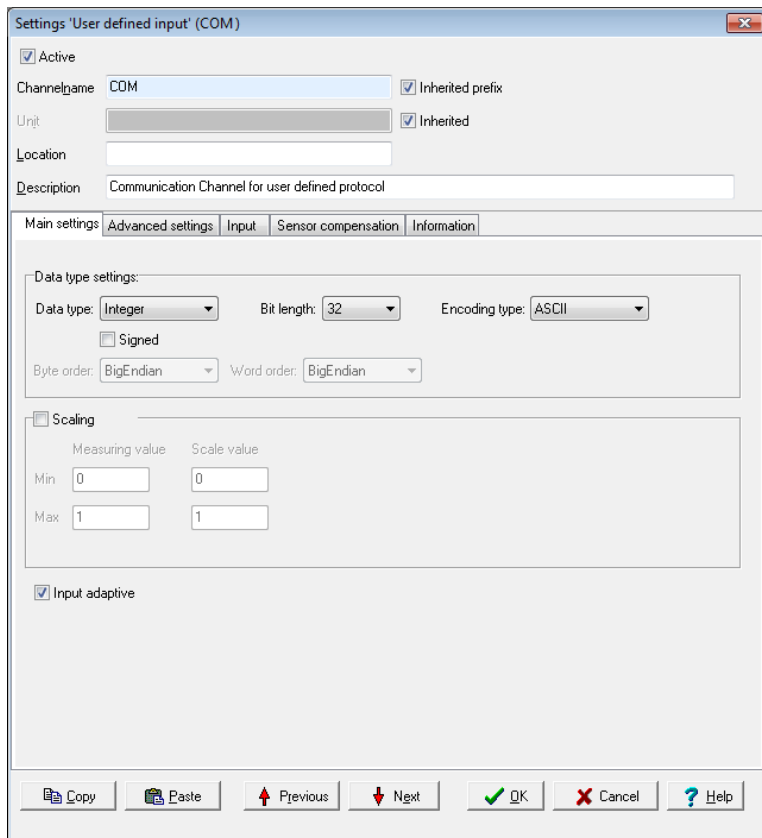 Settings 'User defined input' (COM)
Active
Channelname COM Inherited prefix
Unit Inherited
Location
Description Communication Channel for user defined protocol
Main settings Advanced settings Input Sensor compensation Information
Data type settings:
Data type: Integer Bit length: 32 Encoding type: ASCII
Signed
Byte order: BigEndian Word order: BigEndian
Scaling
Measuring value Scale value
Min 0 0
Max 1 1
Input adaptive
Copy Paste Previous Next OK Cancel ? Help